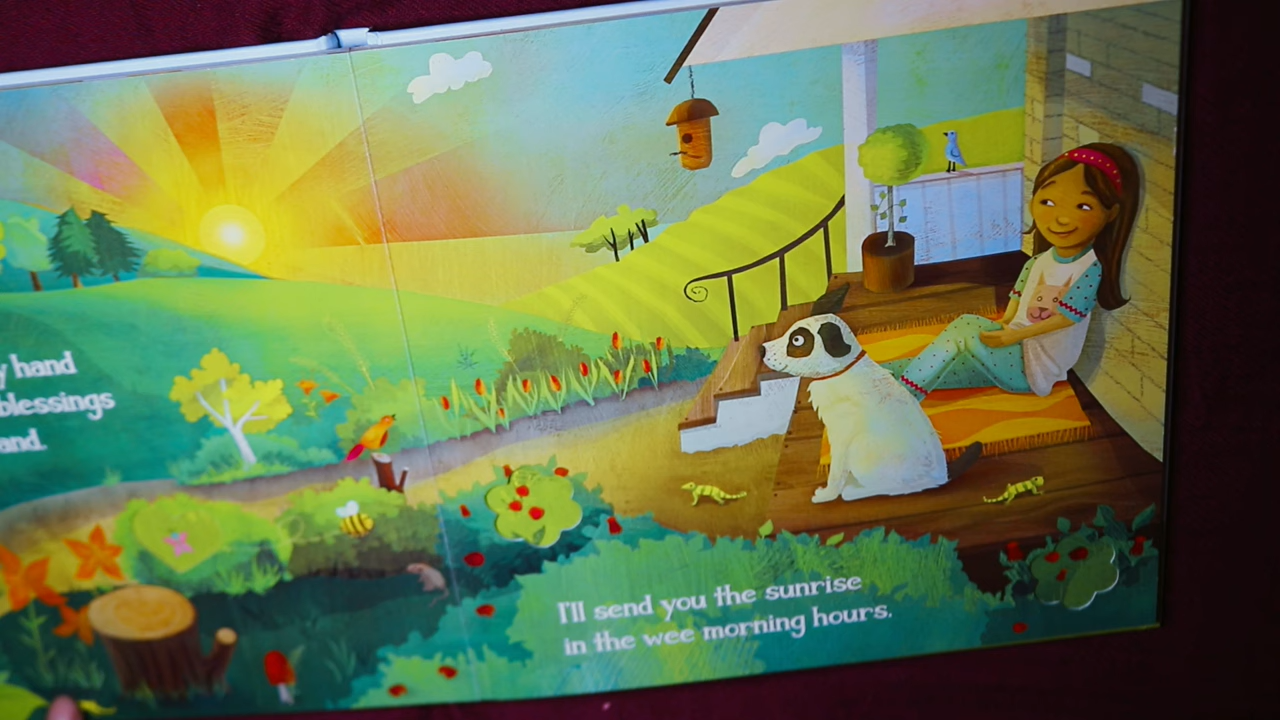 y hand
blessings
and.
I'll send you the sunrise
in the wee morning hours.